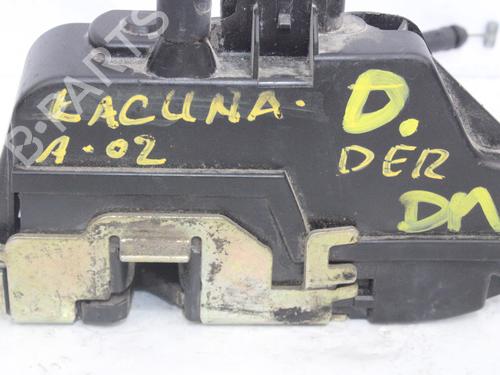 LACUNA. D.
A-02 DER
DM
B-PARTS